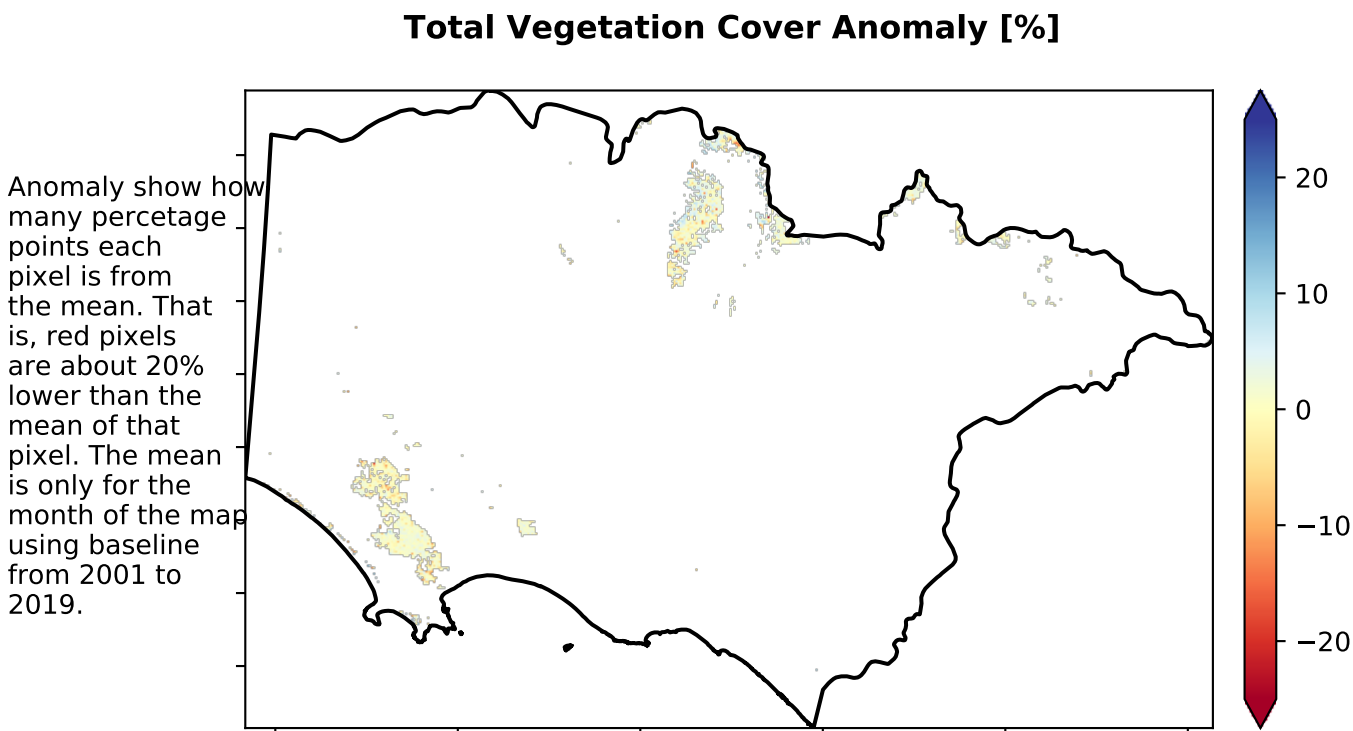 Total Vegetation Cover Anomaly [%]
Anomaly show how
many percetage
points each
pixel is from
the mean. That
is, red pixels
are about 20%
lower than the
mean of that
pixel. The mean
is only for the
month of the map
using baseline
from 2001 to
2019.
20
10
0
−10
−20